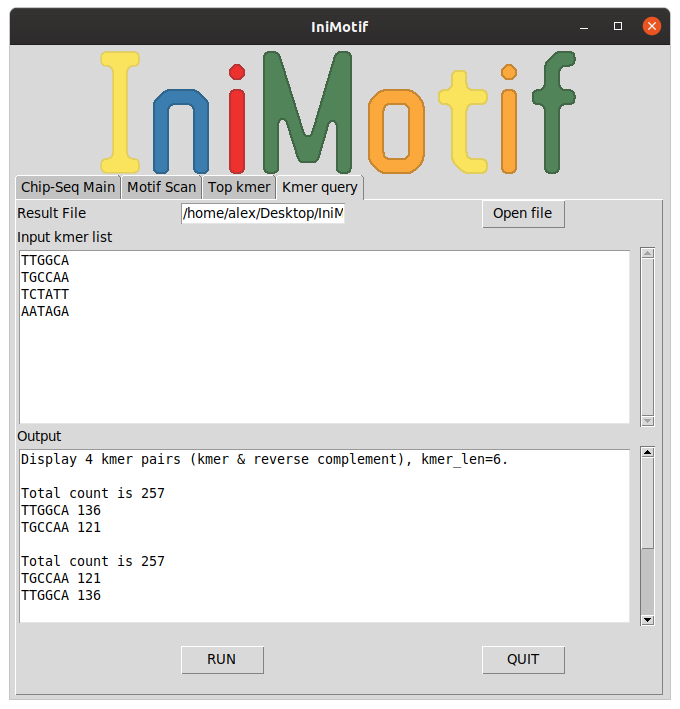 IniMotif
IniMotif
Chip-Seq Main Motif Scan Top kmer Kmer query
Result File /home/alex/Desktop/IniM Open file
Input kmer list
TTGGCA
TGCCAA
TCTATT
AATAGA
Output
Display 4 kmer pairs (kmer & reverse complement), kmer_len=6.
Total count is 257
TTGGCA 136
TGCCAA 121
Total count is 257
TGCCAA 121
TTGGCA 136
RUN QUIT